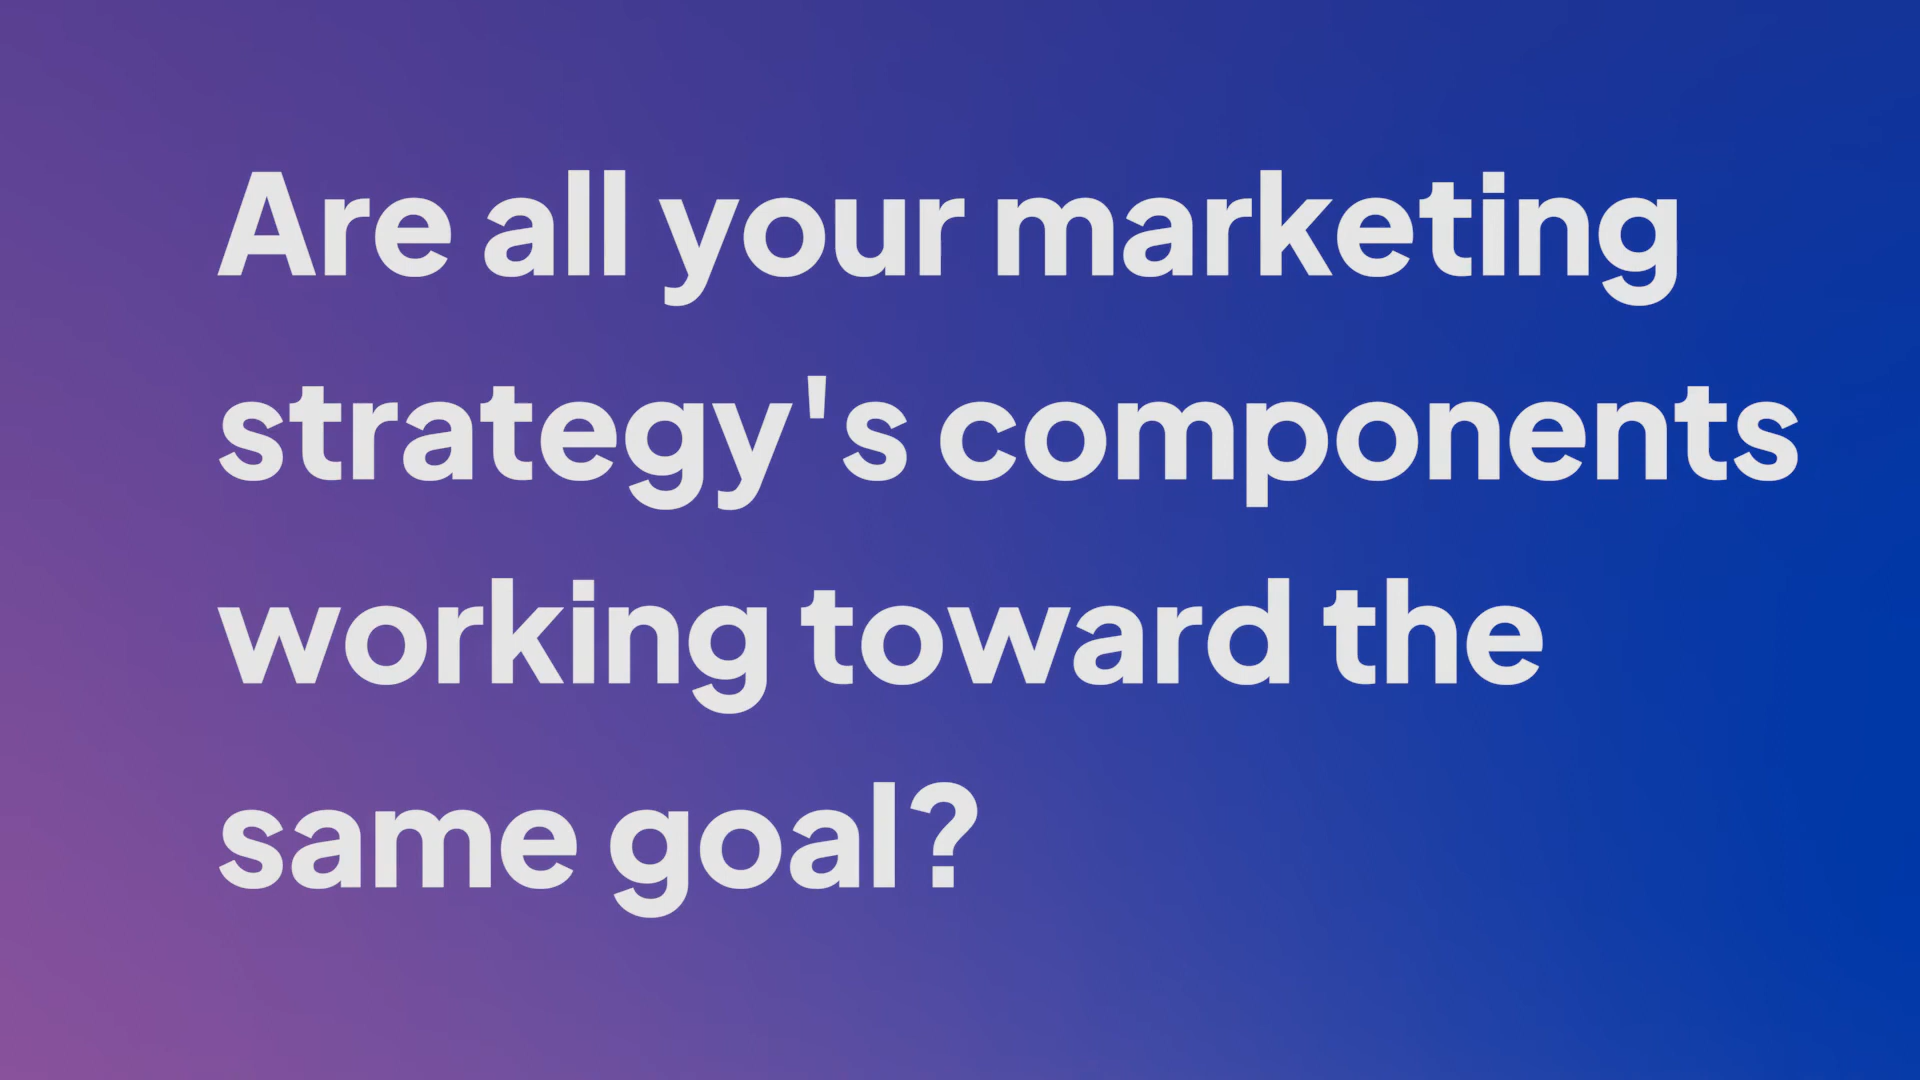 Are all your marketing
strategy's components
working toward the
same goal?